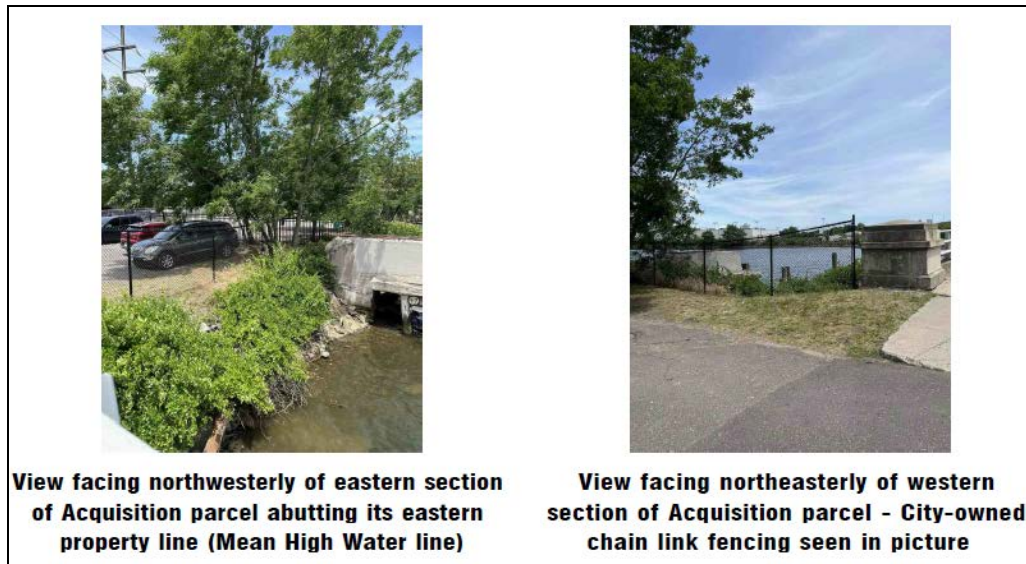 View facing northwesterly of eastern section
of Acquisition parcel abutting its eastern
property line (Mean High Water line)
View facing northeasterly of western
section of Acquisition parcel - City-owned
chain link fencing seen in picture